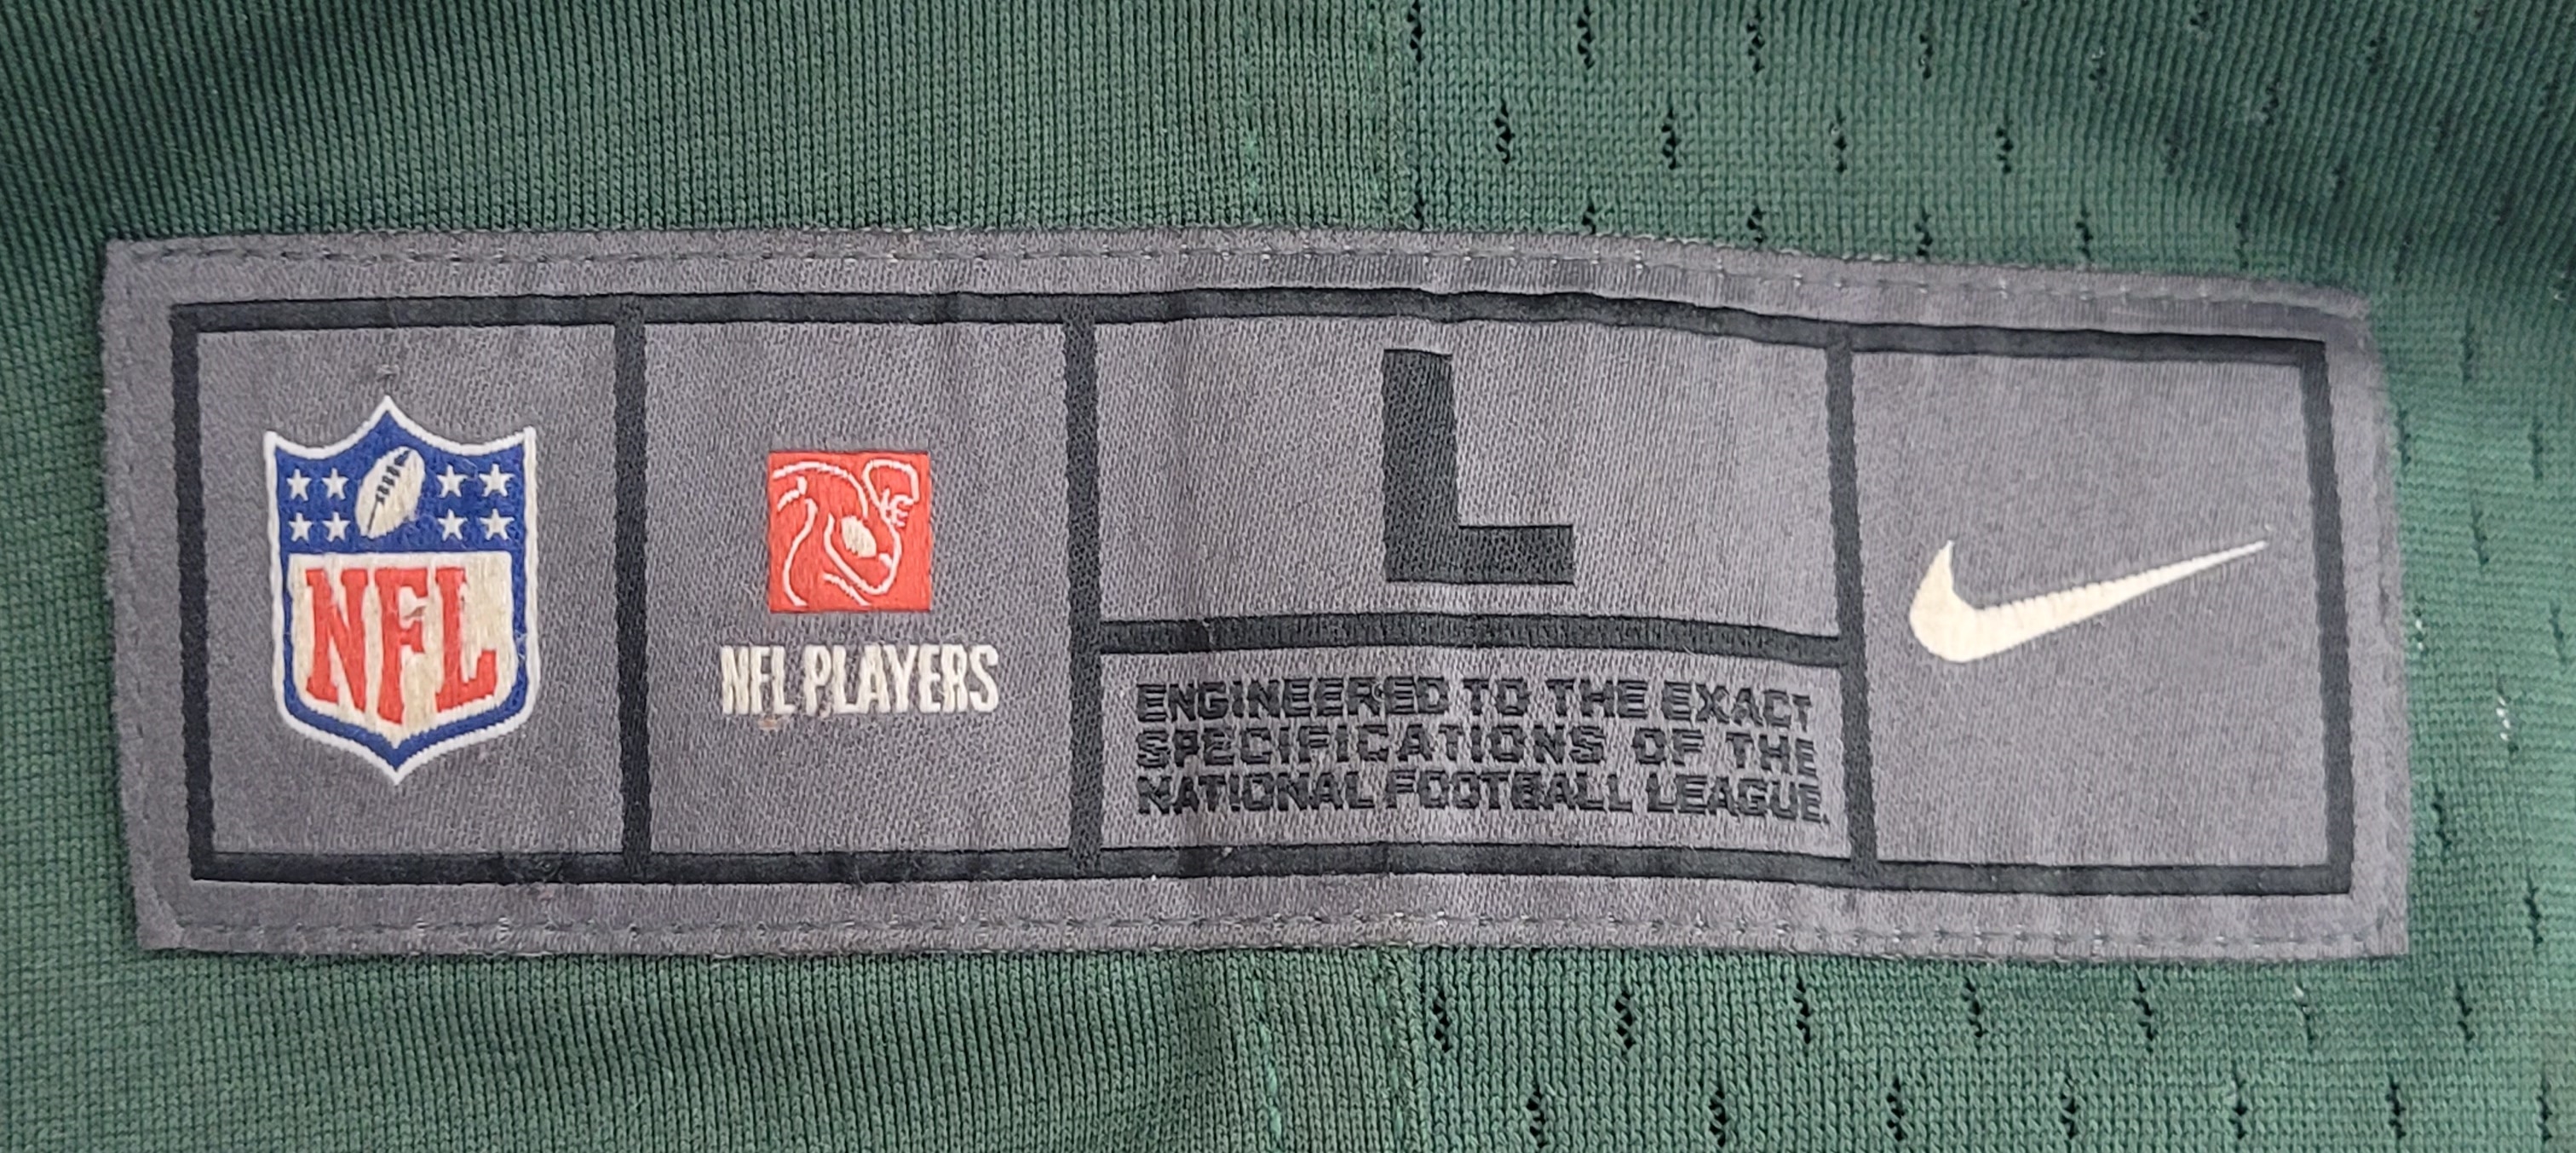 NFL
NFL PLAYERS
L
ENGINEERED TO THE EXACT
SPECIFICATIONS OF THE
NATIONAL FOOTBALL LEAGUE.